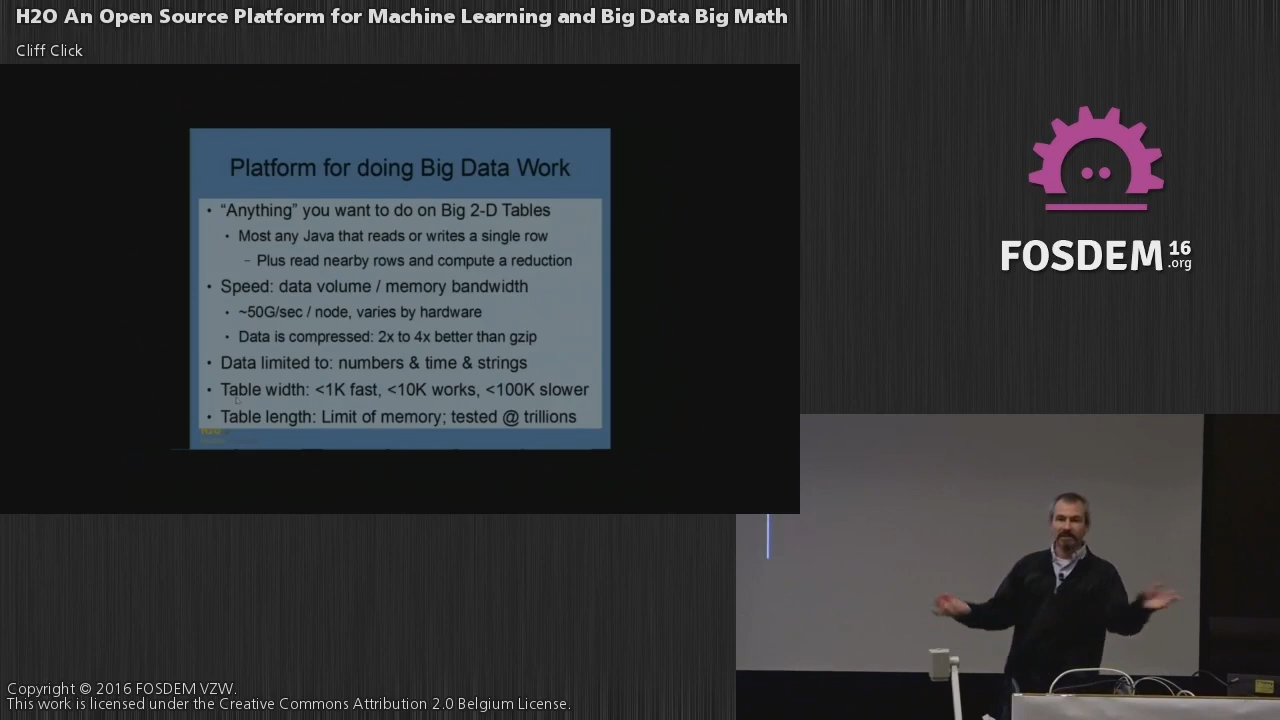 H2O An Open Source Platform for Machine Learning and Big Data Big Math
Cliff Click
Platform for doing Big Data Work
• “Anything” you want to do on Big 2-D Tables
• Most any Java that reads or writes a single row
– Plus read nearby rows and compute a reduction
• Speed: data volume / memory bandwidth
• ~50G/sec / node, varies by hardware
• Data is compressed: 2x to 4x better than gzip
• Data limited to: numbers & time & strings
• Table width: <1K fast, <10K works, <100K slower
• Table length: Limit of memory; tested @ trillions
FOSDEM 16 .org
Copyright © 2016 FOSDEM VZW.
This work is licensed under the Creative Commons Attribution 2.0 Belgium License.